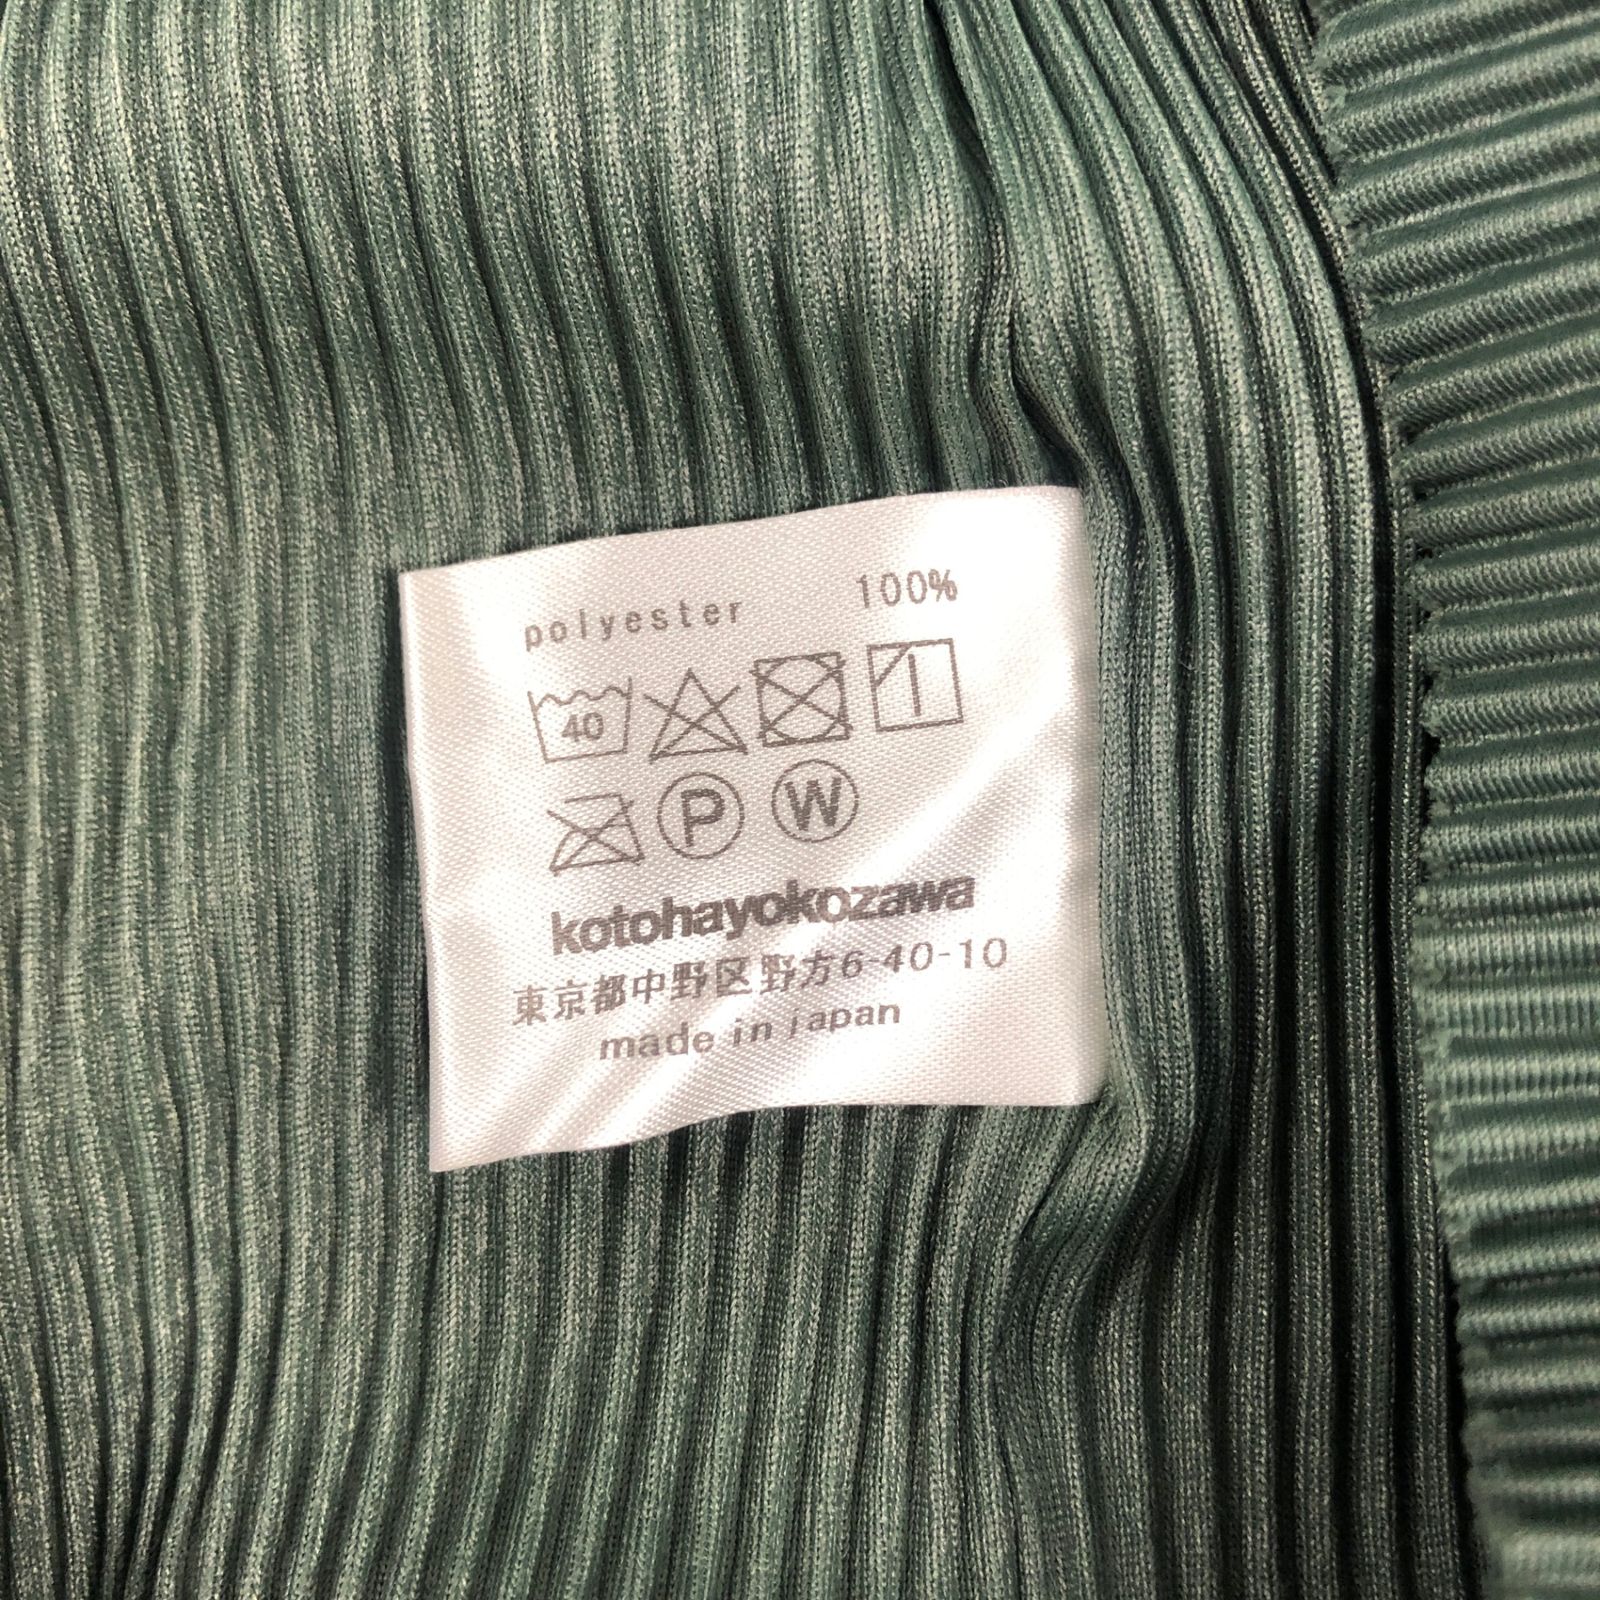 polyester 100%
40
P W
kotohayokozawa
東京都中野区野方6-40-10
made in japan